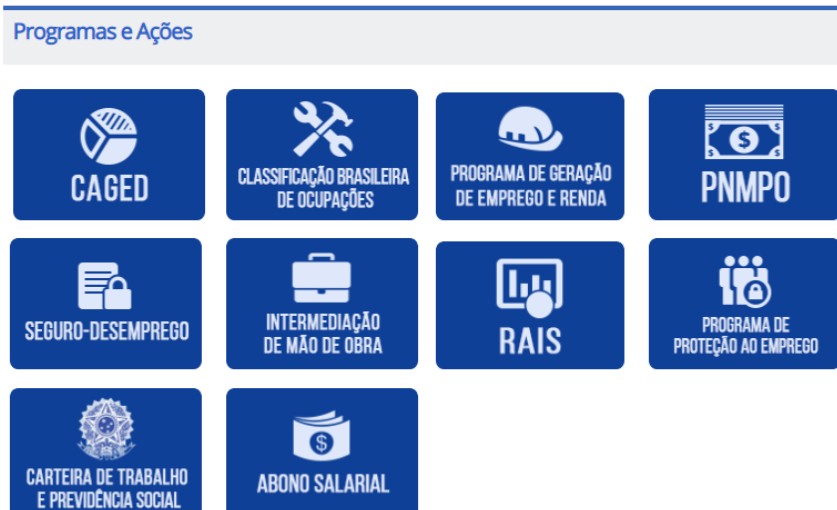 Programas e Ações
CAGED
CLASSIFICAÇÃO BRASILEIRA
DE OCUPAÇÕES
PROGRAMA DE GERAÇÃO
DE EMPREGO E RENDA
PNMPO
SEGURO-DESEMPREGO
INTERMEDIAÇÃO
DE MÃO DE OBRA
RAIS
PROGRAMA DE
PROTEÇÃO AO EMPREGO
CARTEIRA DE TRABALHO
E PREVIDÊNCIA SOCIAL
ABONO SALARIAL